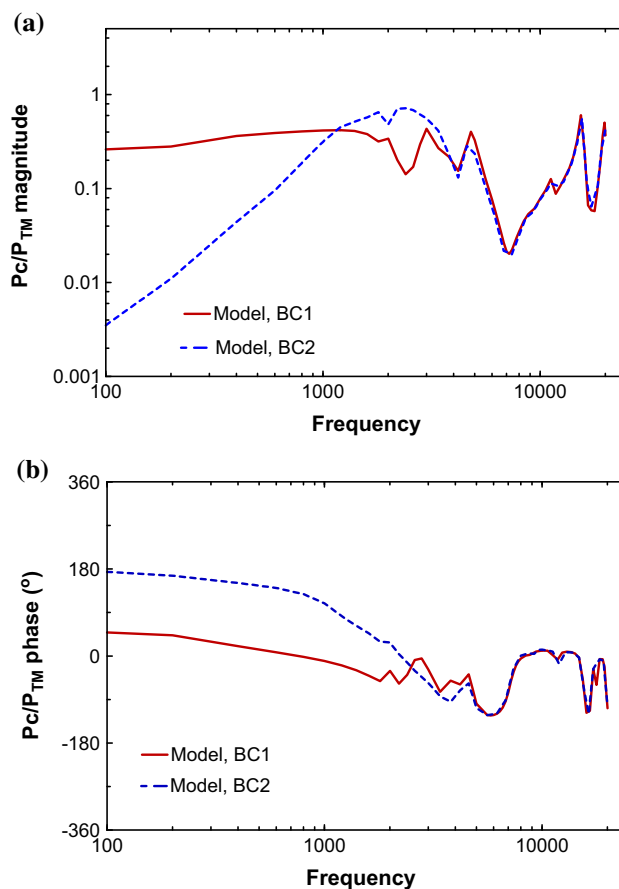 (a)
Pc/PTM magnitude
1
0.1
0.01
0.001
Model, BC1
Model, BC2
100
1000
10000
Frequency
(b)
Pc/PTM phase (º)
360
180
0
-180
-360
Model, BC1
Model, BC2
100
1000
10000
Frequency